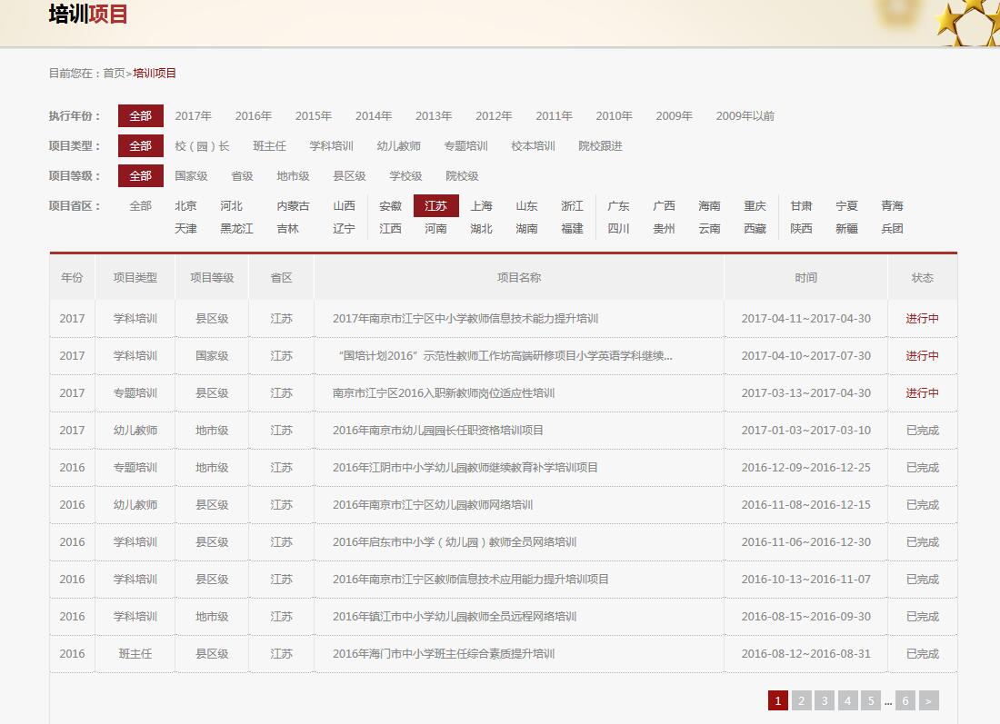 培训项目
目前您在：首页>培训项目
执行年份： 全部 2017年 2016年 2015年 2014年 2013年 2012年 2011年 2010年 2009年 2009年以前
项目类型： 全部 校（园）长 班主任 学科培训 幼儿教师 专题培训 校本培训 院校跟进
项目等级： 全部 国家级 省级 地市级 县区级 学校级 院校级
项目省区： 全部 北京 河北 内蒙古 山西 安徽 江苏 上海 山东 浙江 广东 广西 海南 重庆 甘肃 宁夏 青海
天津 黑龙江 吉林 辽宁 江西 河南 湖北 湖南 福建 四川 贵州 云南 西藏 陕西 新疆 兵团
年份 项目类型 项目等级 省区 项目名称 时间 状态
2017 学科培训 县区级 江苏 2017年南京市江宁区中小学教师信息技术能力提升培训 2017-04-11~2017-04-30 进行中
2017 学科培训 国家级 江苏 “国培计划2016”示范性教师工作坊高端研修项目小学英语学科继续... 2017-04-10~2017-07-30 进行中
2017 专题培训 县区级 江苏 南京市江宁区2016入职新教师岗位适应性培训 2017-03-13~2017-04-30 进行中
2017 幼儿教师 地市级 江苏 2016年南京市幼儿园园长任职资格培训项目 2017-01-03~2017-03-10 已完成
2016 专题培训 地市级 江苏 2016年江阴市中小学幼儿园教师继续教育补学培训项目 2016-12-09~2016-12-25 已完成
2016 幼儿教师 县区级 江苏 2016年南京市江宁区幼儿园教师网络培训 2016-11-08~2016-12-15 已完成
2016 学科培训 县区级 江苏 2016年启东市中小学（幼儿园）教师全员网络培训 2016-11-06~2016-12-30 已完成
2016 学科培训 县区级 江苏 2016年南京市江宁区教师信息技术应用能力提升培训项目 2016-10-13~2016-11-07 已完成
2016 学科培训 地市级 江苏 2016年镇江市中小学幼儿园教师全员远程网络培训 2016-08-15~2016-09-30 已完成
2016 班主任 县区级 江苏 2016年海门市中小学班主任综合素质提升培训 2016-08-12~2016-08-31 已完成
1 2 3 4 5 ... 6 >